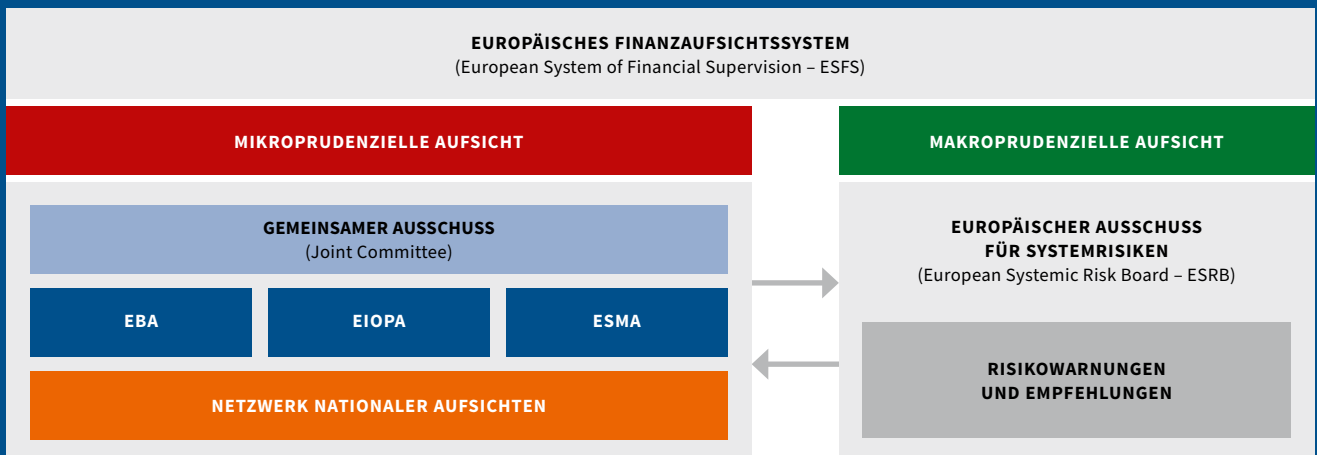 EUROPÄISCHES FINANZAUFSICHTSSYSTEM
(European System of Financial Supervision – ESFS)
MIKROPRUDENZIELLE AUFSICHT
GEMEINSAMER AUSSCHUSS
(Joint Committee)
EBA
EIOPA
ESMA
NETZWERK NATIONALER AUFSICHTEN
MAKROPRUDENZIELLE AUFSICHT
EUROPÄISCHER AUSSCHUSS
FÜR SYSTEMRISIKEN
(European Systemic Risk Board – ESRB)
RISIKOWARNUNGEN
UND EMPFEHLUNGEN